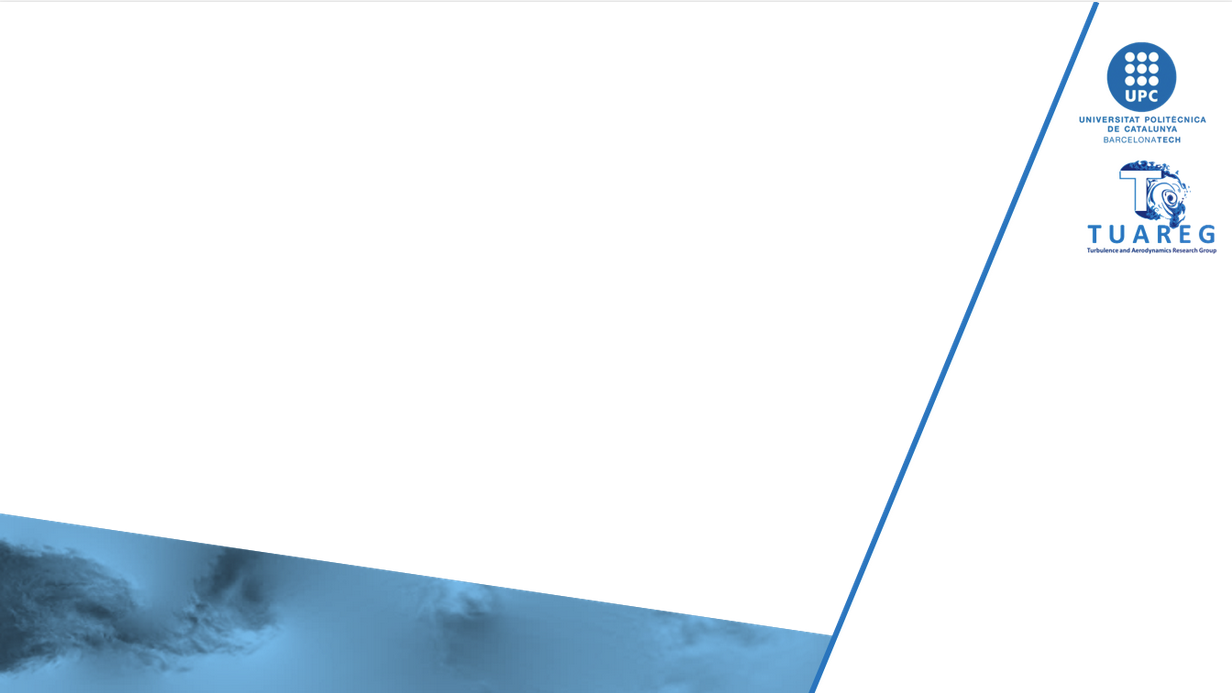 UPC
UNIVERSITAT POLITÈCNICA
DE CATALUNYA
BARCELONATECH
TUAREG
Turbulence and Aerodynamics Research Group